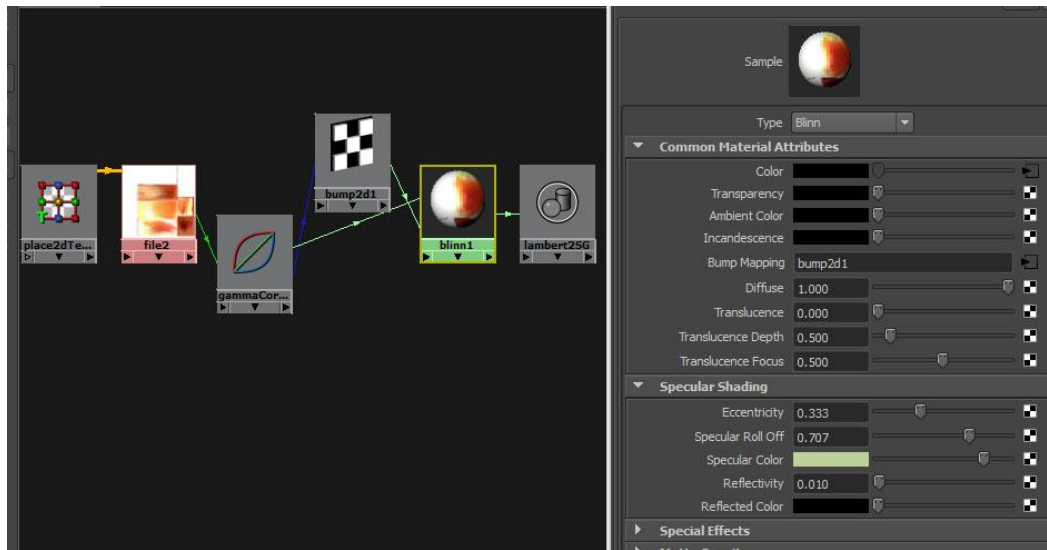 place2dTe...
file2
gammaCor...
bump2d1
blinn1
lambert2SG
Sample
Type Blinn
Common Material Attributes
Color
Transparency
Ambient Color
Incandescence
Bump Mapping bump2d1
Diffuse 1.000
Translucence 0.000
Translucence Depth 0.500
Translucence Focus 0.500
Specular Shading
Eccentricity 0.333
Specular Roll Off 0.707
Specular Color
Reflectivity 0.010
Reflected Color
Special Effects